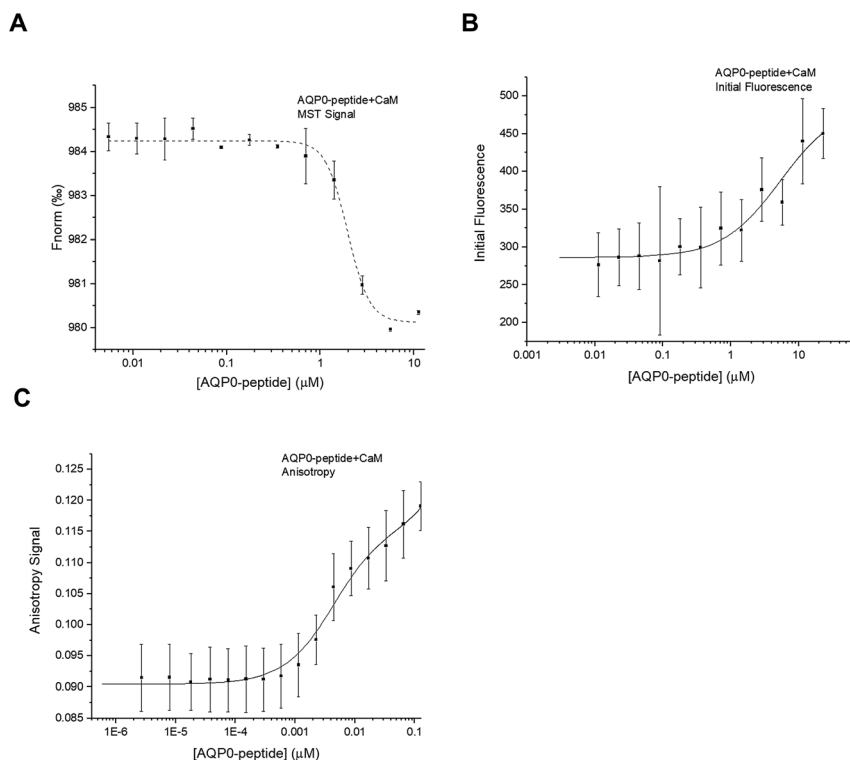 A
AQP0-peptide+CaM
MST Signal
985
984
983
982
981
980
Fnorm (‰)
0.01
0.1
1
10
[AQP0-peptide] (μM)
B
AQP0-peptide+CaM
Initial Fluorescence
500
450
400
350
300
250
200
Initial Fluorescence
0.001
0.01
0.1
1
10
[AQP0-peptide] (μM)
C
AQP0-peptide+CaM
Anisotropy
0.125
0.120
0.115
0.110
0.105
0.100
0.095
0.090
0.085
Anisotropy Signal
1E-6
1E-5
1E-4
0.001
0.01
0.1
[AQP0-peptide] (μM)